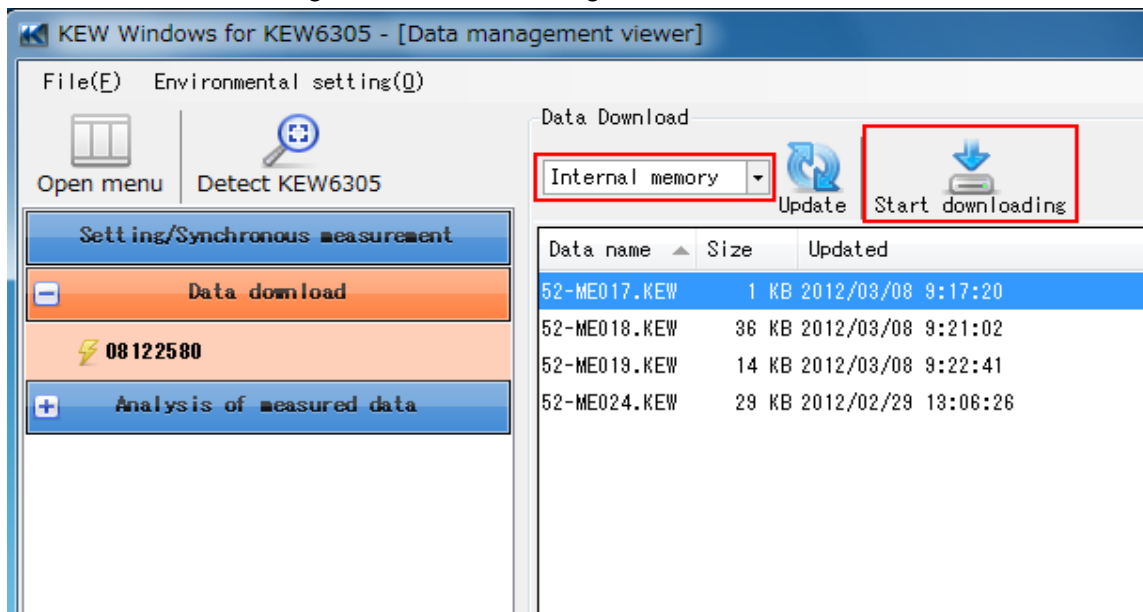 KEW Windows for KEW6305 - [Data management viewer]
File(F) Environmental setting(O)
Open menu
Detect KEW6305
Setting/Synchronous measurement
Data download
08122580
Analysis of measured data
Data Download
Internal memory
Update
Start downloading
Data name Size Updated
52-ME017.KEW 1 KB 2012/03/08 9:17:20
52-ME018.KEW 36 KB 2012/03/08 9:21:02
52-ME019.KEW 14 KB 2012/03/08 9:22:41
52-ME024.KEW 29 KB 2012/02/29 13:06:26